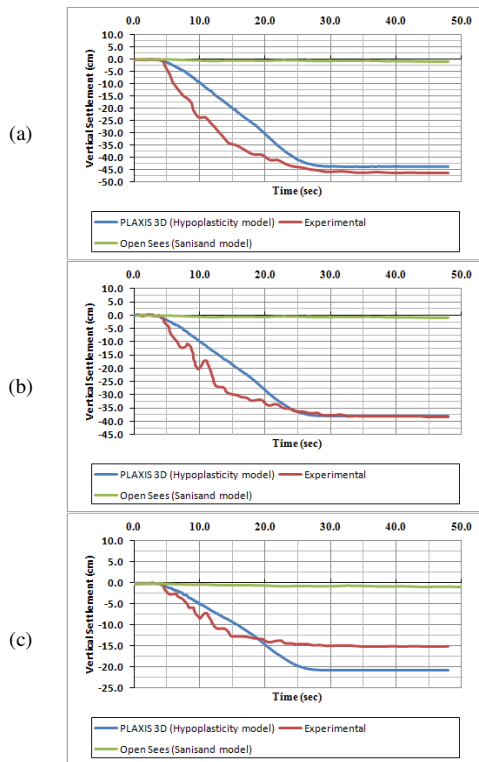 0.0 10.0 20.0 30.0 40.0 50.0
10.0
5.0
0.0
-5.0
-10.0
-15.0
-20.0
-25.0
-30.0
-35.0
-40.0
-45.0
-50.0
Vertical Settlement (cm)
Time (sec)
(a)
PLAXIS 3D (Hypoplasticity model) Experimental
Open Sees (Sanisand model)
0.0 10.0 20.0 30.0 40.0 50.0
10.0
5.0
0.0
-5.0
-10.0
-15.0
-20.0
-25.0
-30.0
-35.0
-40.0
-45.0
Vertical Settlement (cm)
Time (sec)
(b)
PLAXIS 3D (Hypoplasticity model) Experimental
Open Sees (Sanisand model)
0.0 10.0 20.0 30.0 40.0 50.0
10.0
5.0
0.0
-5.0
-10.0
-15.0
-20.0
-25.0
Vertical Settlement (cm)
Time (sec)
(c)
PLAXIS 3D (Hypoplasticity model) Experimental
Open Sees (Sanisand model)